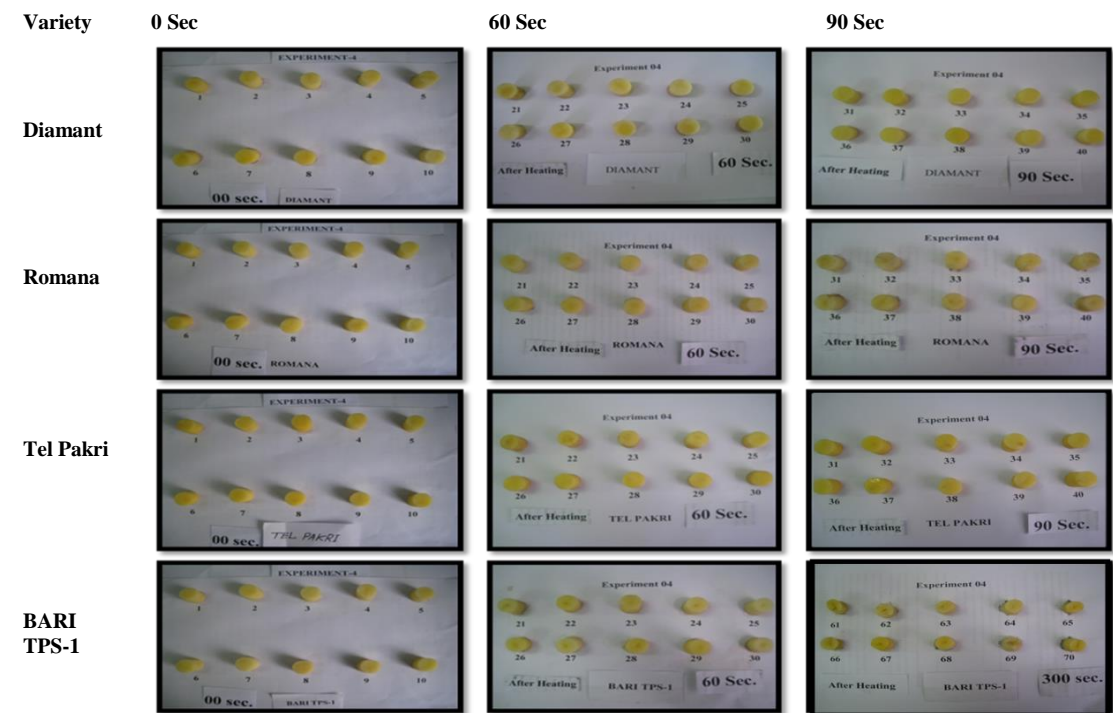 Variety 0 Sec 60 Sec 90 Sec
Diamant
EXPERIMENT-4
1 2 3 4 5
6 7 8 9 10
00 sec. DIAMANT
Experiment 04
21 22 23 24 25
26 27 28 29 30
After Heating DIAMANT 60 Sec.
Experiment 04
31 32 33 34 35
36 37 38 39 40
After Heating DIAMANT 90 Sec.
Romana
EXPERIMENT-4
1 2 3 4 5
6 7 8 9 10
00 sec. ROMANA
Experiment 04
21 22 23 24 25
26 27 28 29 30
After Heating ROMANA 60 Sec.
Experiment 04
31 32 33 34 35
36 37 38 39 40
After Heating ROMANA 90 Sec.
Tel Pakri
EXPERIMENT-4
1 2 3 4 5
6 7 8 9 10
00 sec. TEL PAKRI
Experiment 04
21 22 23 24 25
26 27 28 29 30
After Heating TEL PAKRI 60 Sec.
Experiment 04
31 32 33 34 35
36 37 38 39 40
After Heating TEL PAKRI 90 Sec.
BARI
TPS-1
EXPERIMENT-4
1 2 3 4 5
6 7 8 9 10
00 sec. BARI TPS-1
Experiment 04
21 22 23 24 25
26 27 28 29 30
After Heating BARI TPS-1 60 Sec.
Experiment 04
61 62 63 64 65
66 67 68 69 70
After Heating BARI TPS-1 300 sec.